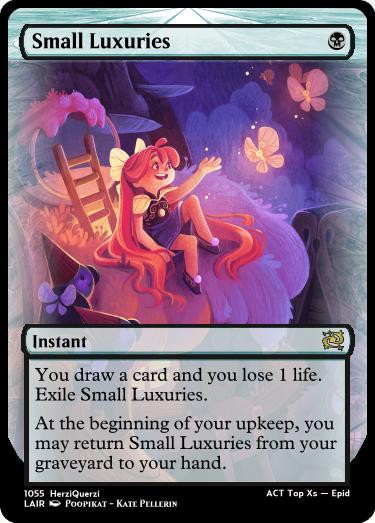 Small Luxuries
Instant
You draw a card and you lose 1 life.
Exile Small Luxuries.
At the beginning of your upkeep, you
may return Small Luxuries from your
graveyard to your hand.
1055 HerziQuerzi
ACT Top Xs — Epid
LAIR Poopikat - Kate Pellerin